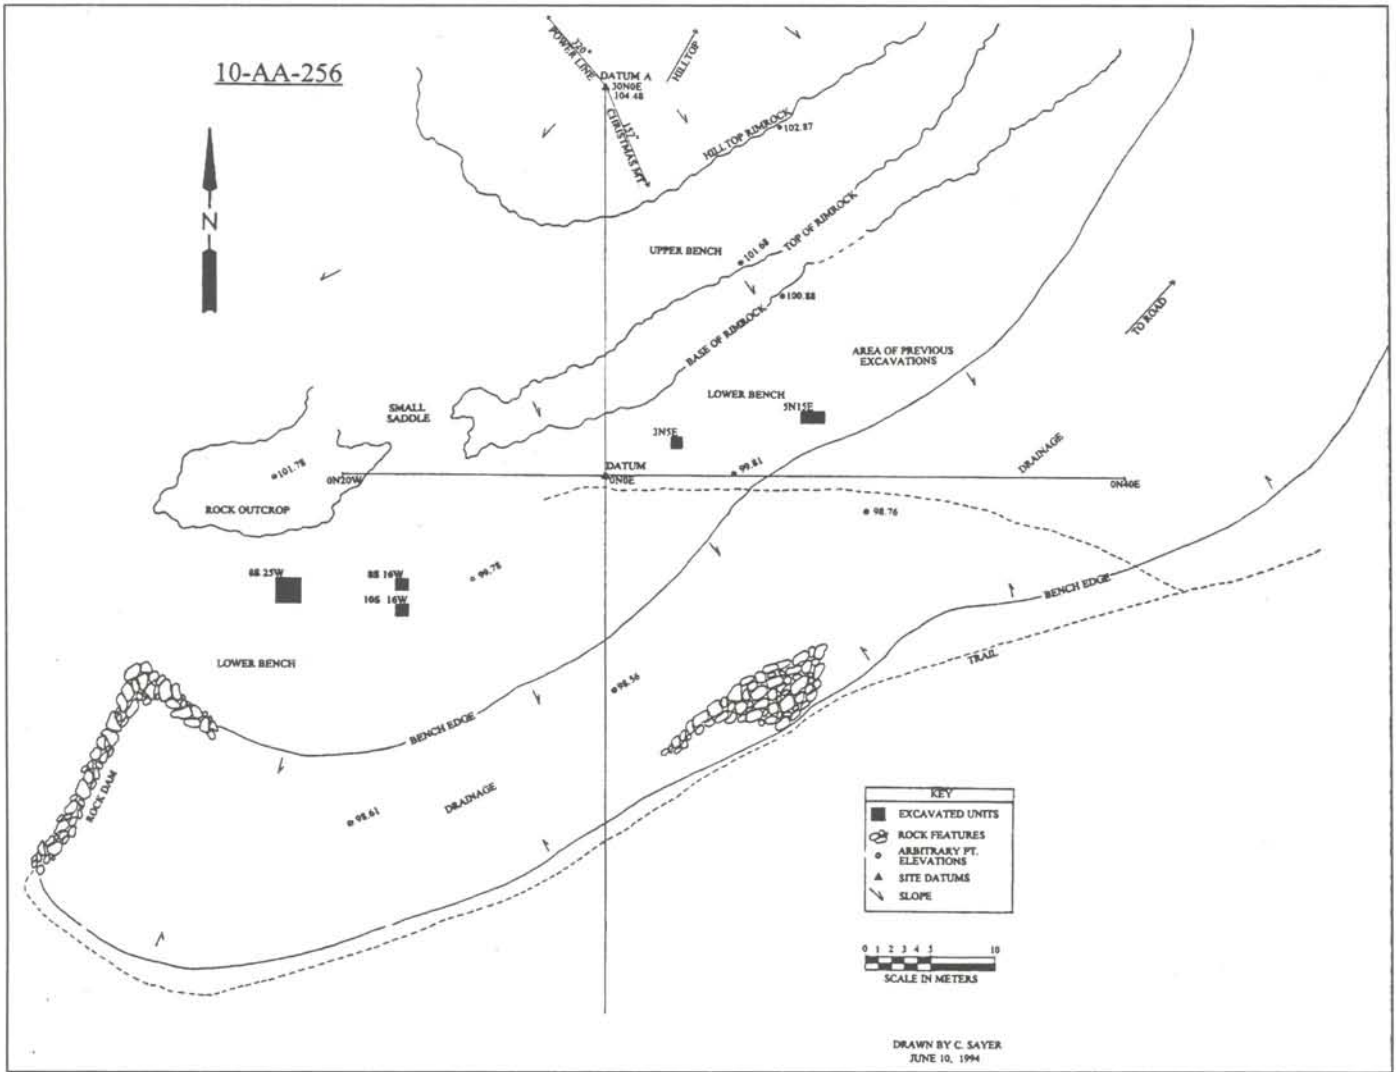 10-AA-256
320°
POWER LINE
HILLTOP
DATUM A
30N0E
104.48
157°
CHRISTMAS MT.
HILLTOP RIMROCK
102.87
N
UPPER BENCH
101.68
TOP OF RIMROCK
100.88
BASE OF RIMROCK
TO ROAD
AREA OF PREVIOUS
EXCAVATIONS
LOWER BENCH
5N15E
SMALL
SADDLE
DRAINAGE
101.78
0N20W
DATUM
0N0E
99.81
0N40E
ROCK OUTCROP
98.76
8S 25W
8S 16W
99.78
10S 16W
BENCH EDGE
LOWER BENCH
TRAIL
98.56
BENCH EDGE
ROCK DAM
DRAINAGE
98.61
KEY
EXCAVATED UNITS
ROCK FEATURES
ARBITRARY PT.
ELEVATIONS
SITE DATUMS
SLOPE
0 1 2 3 4 5 10
SCALE IN METERS
DRAWN BY C. SAYER
JUNE 10, 1994